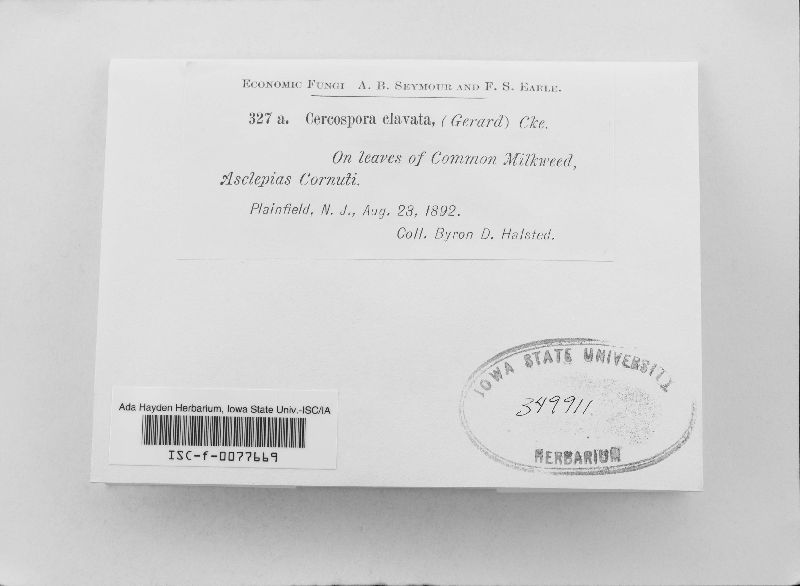 Economic Fungi A. B. Seymour and F. S. Earle.
327 a. Cercospora clavata, (Gerard) Cke.
On leaves of Common Milkweed,
Asclepias Cornuti.
Plainfield, N. J., Aug. 23, 1892.
Coll. Byron D. Halsted.
IOWA STATE UNIVERSITY
349911
HERBARIUM
Ada Hayden Herbarium, Iowa State Univ.-ISC/IA
ISC-f-0077669